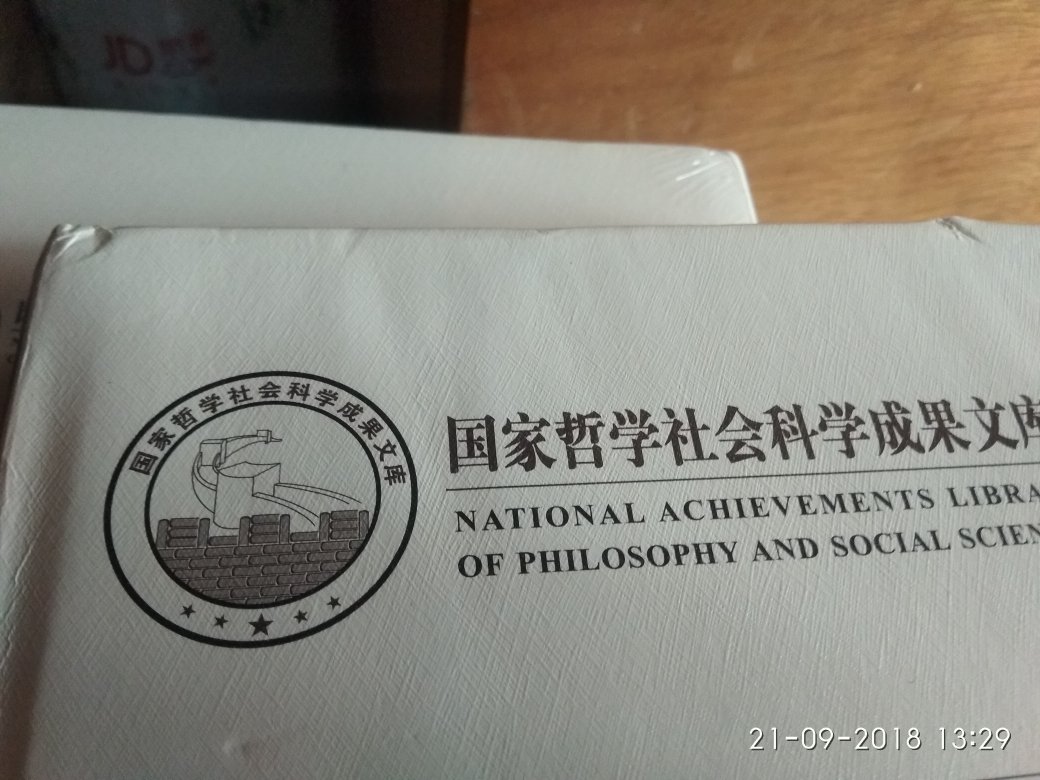 国家哲学社会科学成果文库
国家哲学社会科学成果文库
NATIONAL ACHIEVEMENTS LIBRA
OF PHILOSOPHY AND SOCIAL SCIEN
21-09-2018 13:29